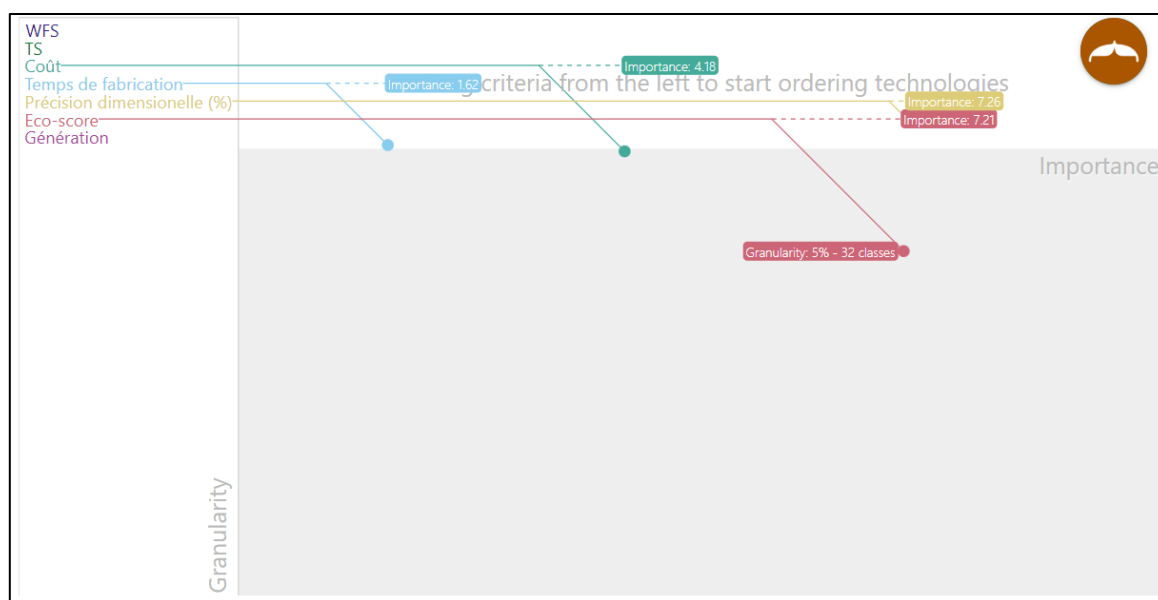 WFS
TS
Coût
Importance: 4.18
Temps de fabrication
Importance: 1.62
criteria from the left to start ordering technologies
Précision dimensionelle (%)
Importance: 7.26
Eco-score
Importance: 7.21
Génération
Importance
Granularity: 5% - 32 classes
Granularity